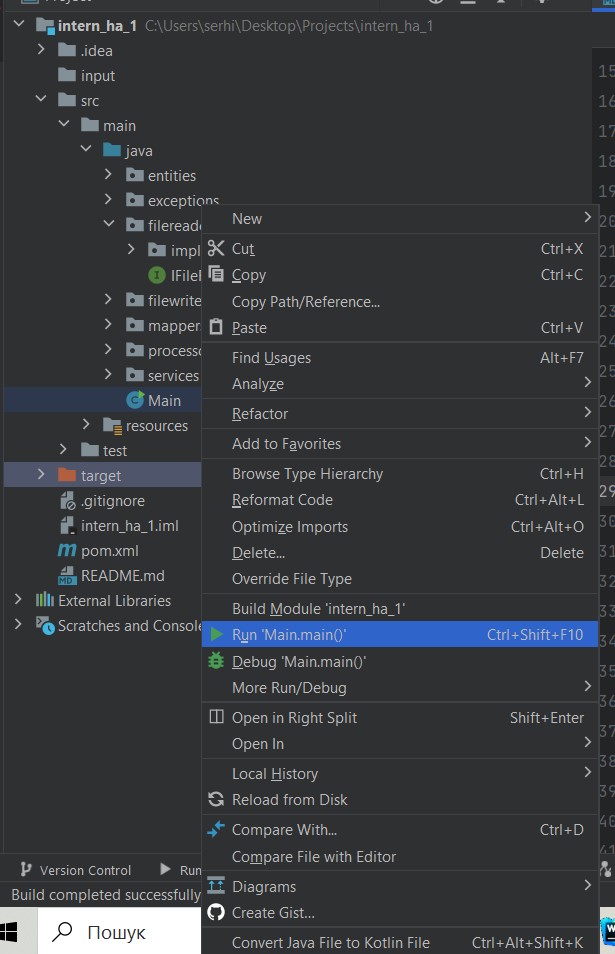 Project
intern_ha_1 C:\Users\serhi\Desktop\Projects\intern_ha_1
.idea
input
src
main
java
entities
exceptions
fileread
impl
IFile
filewrite
mapper
process
services
Main
resources
test
target
.gitignore
intern_ha_1.iml
pom.xml
README.md
External Libraries
Scratches and Console
New
Cut Ctrl+X
Copy Ctrl+C
Copy Path/Reference...
Paste Ctrl+V
Find Usages Alt+F7
Analyze
Refactor
Add to Favorites
Browse Type Hierarchy Ctrl+H
Reformat Code Ctrl+Alt+L
Optimize Imports Ctrl+Alt+O
Delete... Delete
Override File Type
Build Module 'intern_ha_1'
Run 'Main.main()' Ctrl+Shift+F10
Debug 'Main.main()'
More Run/Debug
Open in Right Split Shift+Enter
Open In
Local History
Reload from Disk
Compare With... Ctrl+D
Compare File with Editor
Diagrams
Create Gist...
Convert Java File to Kotlin File Ctrl+Alt+Shift+K
15
16
17
18
19
20
21
22
23
24
25
26
27
28
29
30
31
32
33
34
35
36
37
38
39
40
41
Version Control Run
Build completed successfully
Пошук